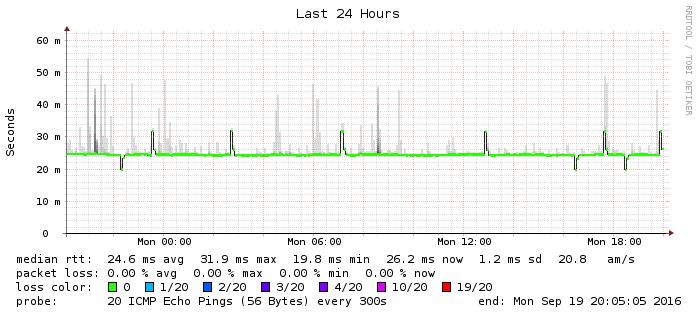 Last 24 Hours
RRDTOOL / TOBI OETIKER
Seconds
60 m
50 m
40 m
30 m
20 m
10 m
0
Mon 00:00 Mon 06:00 Mon 12:00 Mon 18:00
median rtt: 24.6 ms avg 31.9 ms max 19.8 ms min 26.2 ms now 1.2 ms sd 20.8 am/s
packet loss: 0.00 % avg 0.00 % max 0.00 % min 0.00 % now
loss color: 0 1/20 2/20 3/20 4/20 10/20 19/20
probe: 20 ICMP Echo Pings (56 Bytes) every 300s end: Mon Sep 19 20:05:05 2016